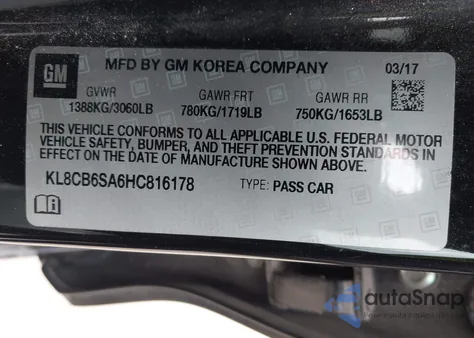 GM
MFD BY GM KOREA COMPANY 03/17
GVWR GAWR FRT GAWR RR
1388KG/3060LB 780KG/1719LB 750KG/1653LB
THIS VEHICLE CONFORMS TO ALL APPLICABLE U.S. FEDERAL MOTOR
VEHICLE SAFETY, BUMPER, AND THEFT PREVENTION STANDARDS
IN EFFECT ON THE DATE OF MANUFACTURE SHOWN ABOVE.
KL8CB6SA6HC816178 TYPE: PASS CAR
autoSnap